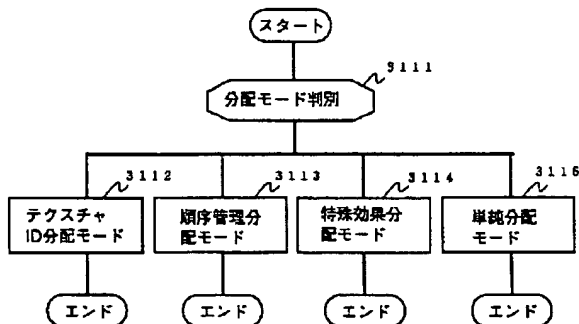 スタート
3111
分配モード判別
3112
3113
3114
3115
テクスチャ
ID分配モード
順序管理分
配モード
特殊効果分
配モード
単純分配
モード
エンド
エンド
エンド
エンド